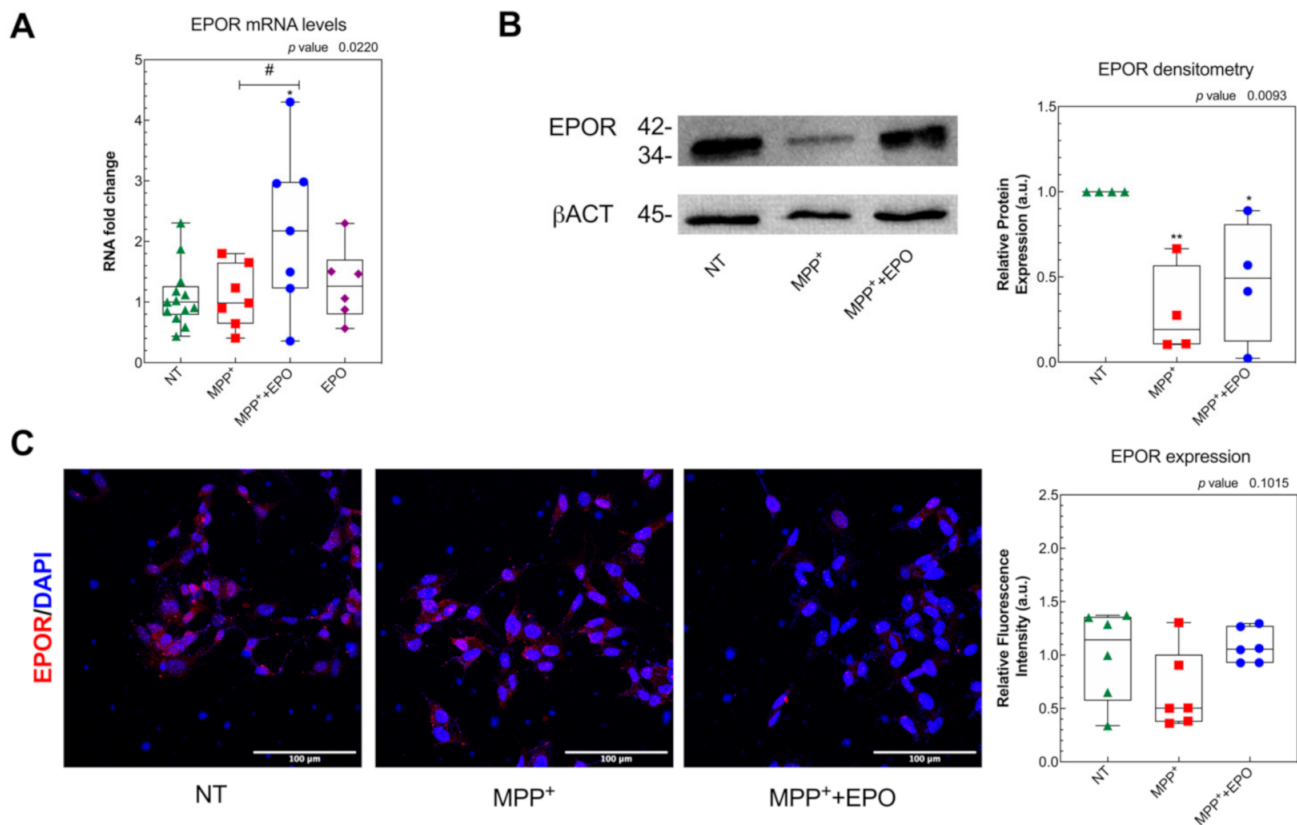 A
EPOR mRNA levels
p value 0.0220
RNA fold change
5
4
3
2
1
0
#
*
NT
MPP⁺
MPP⁺+EPO
EPO
B
EPOR
42-
34-
βACT
45-
NT
MPP⁺
MPP⁺+EPO
EPOR densitometry
p value 0.0093
Relative Protein
Expression (a.u.)
1.5
1.0
0.5
0.0
**
*
NT
MPP⁺
MPP⁺+EPO
C
EPOR/DAPI
100 μm
100 μm
100 μm
NT
MPP⁺
MPP⁺+EPO
EPOR expression
p value 0.1015
Relative Fluorescence
Intensity (a.u.)
2.5
2.0
1.5
1.0
0.5
0.0
NT
MPP⁺
MPP⁺+EPO